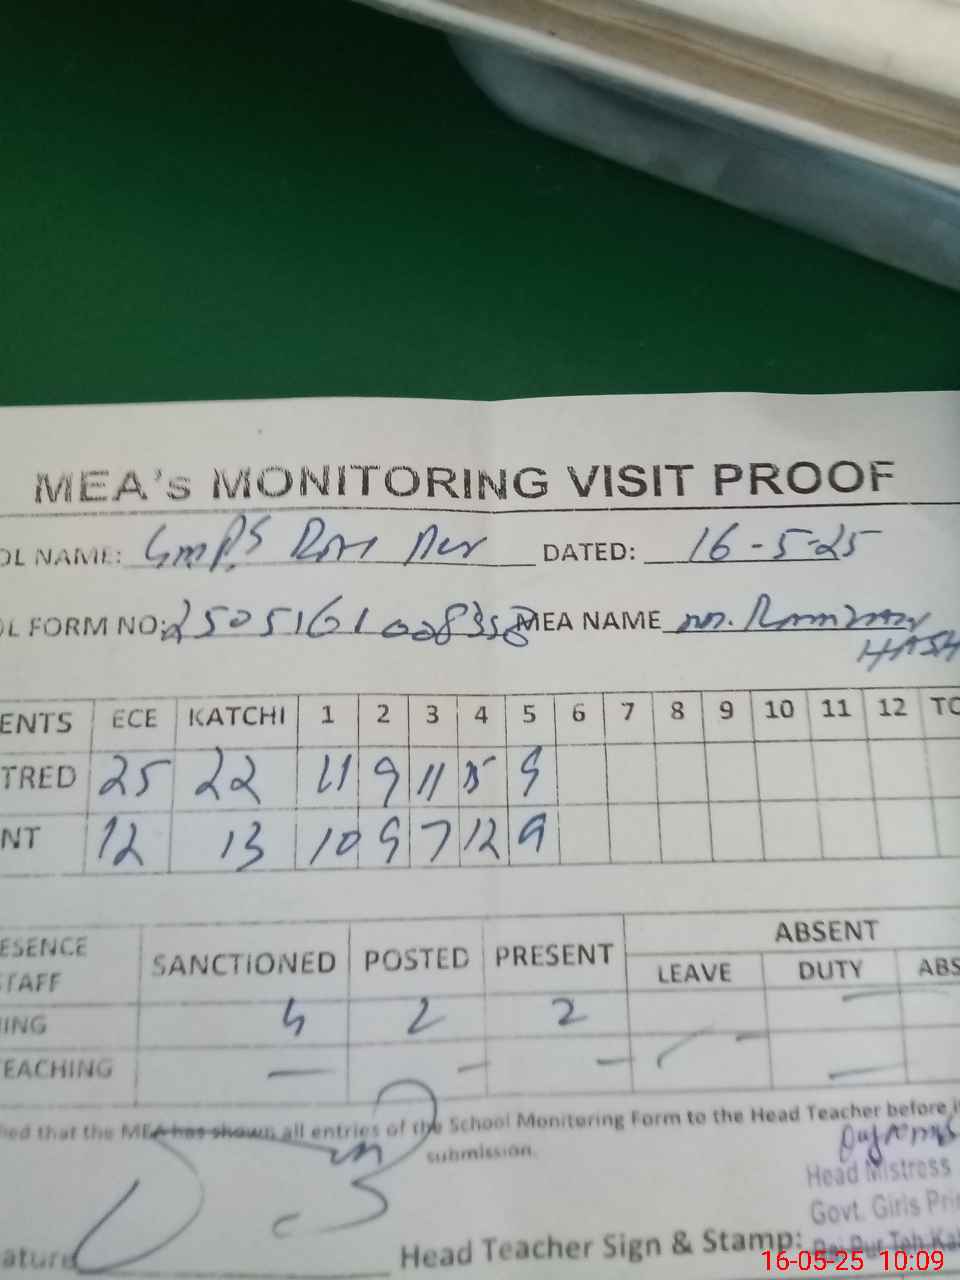 MEA's MONITORING VISIT PROOF
OL NAME: DATED: 16-5-25
L FORM NO: MEA NAME
ENTS ECE KATCHI 1 2 3 4 5 6 7 8 9 10 11 12 TO
TRED 25 22 11 9 11 15 9
NT 12 13 10 9 7 12 9
ESENCE TAFF SANCTIONED POSTED PRESENT ABSENT
LEAVE DUTY ABS
ING 2 2
EACHING — — —
ied that the MEA has shown all entries of the School Monitoring Form to the Head Teacher before
submission.
Head Mistress
Govt. Girls Pri
ature Head Teacher Sign & Stamp:
16-05-25 10:09